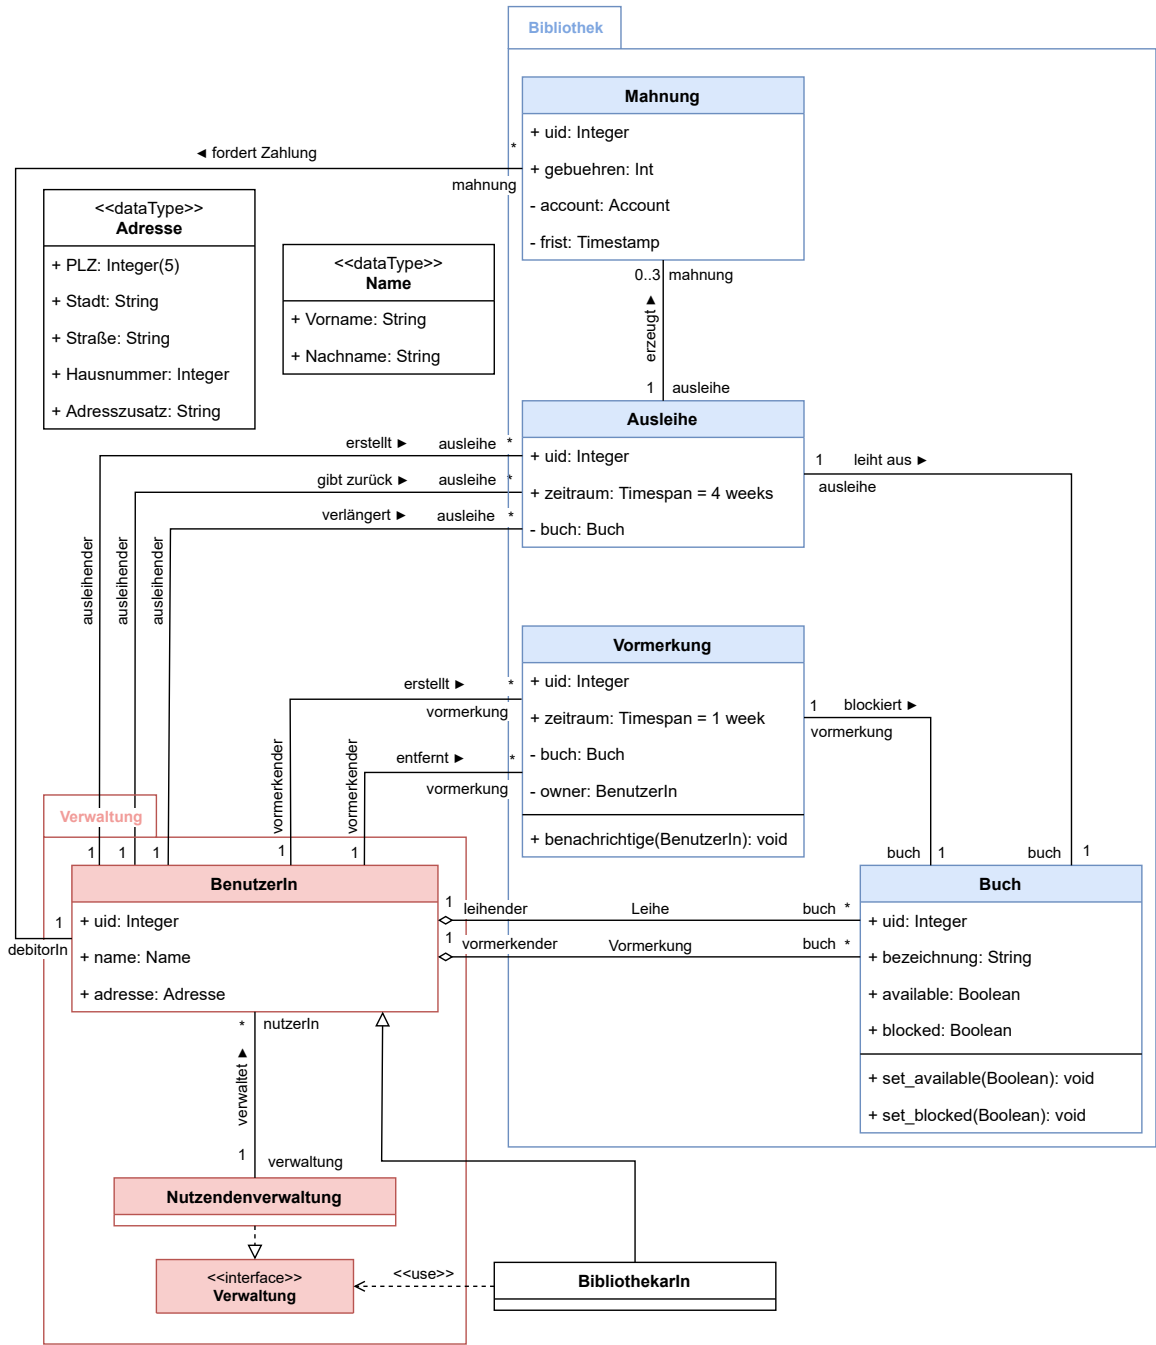 Bibliothek
Mahnung
+ uid: Integer
+ gebuehren: Int
- account: Account
- frist: Timestamp
◄ fordert Zahlung
*
mahnung
<<dataType>>
Adresse
+ PLZ: Integer(5)
+ Stadt: String
+ Straße: String
+ Hausnummer: Integer
+ Adresszusatz: String
<<dataType>>
Name
+ Vorname: String
+ Nachname: String
0..3 mahnung
erzeugt ►
1 ausleihe
Ausleihe
+ uid: Integer
+ zeitraum: Timespan = 4 weeks
- buch: Buch
erstellt ► ausleihe *
gibt zurück ► ausleihe *
verlängert ► ausleihe *
ausleihender
ausleihender
ausleihender
1 leiht aus ►
ausleihe
Vormerkung
+ uid: Integer
+ zeitraum: Timespan = 1 week
- buch: Buch
- owner: BenutzerIn
+ benachrichtige(BenutzerIn): void
erstellt ► *
vormerkung
entfernt ► *
vormerkung
vormerkender
vormerkender
1 blockiert ►
vormerkung
Verwaltung
1 1 1 1 1
buch 1 buch 1
BenutzerIn
+ uid: Integer
+ name: Name
+ adresse: Adresse
1
debitorIn
1
leihender Leihe buch *
1
vormerkender Vormerkung buch *
Buch
+ uid: Integer
+ bezeichnung: String
+ available: Boolean
+ blocked: Boolean
+ set_available(Boolean): void
+ set_blocked(Boolean): void
* nutzerIn
verwaltet ►
1 verwaltung
Nutzendenverwaltung
<<interface>>
Verwaltung
<<use>>
BibliothekarIn